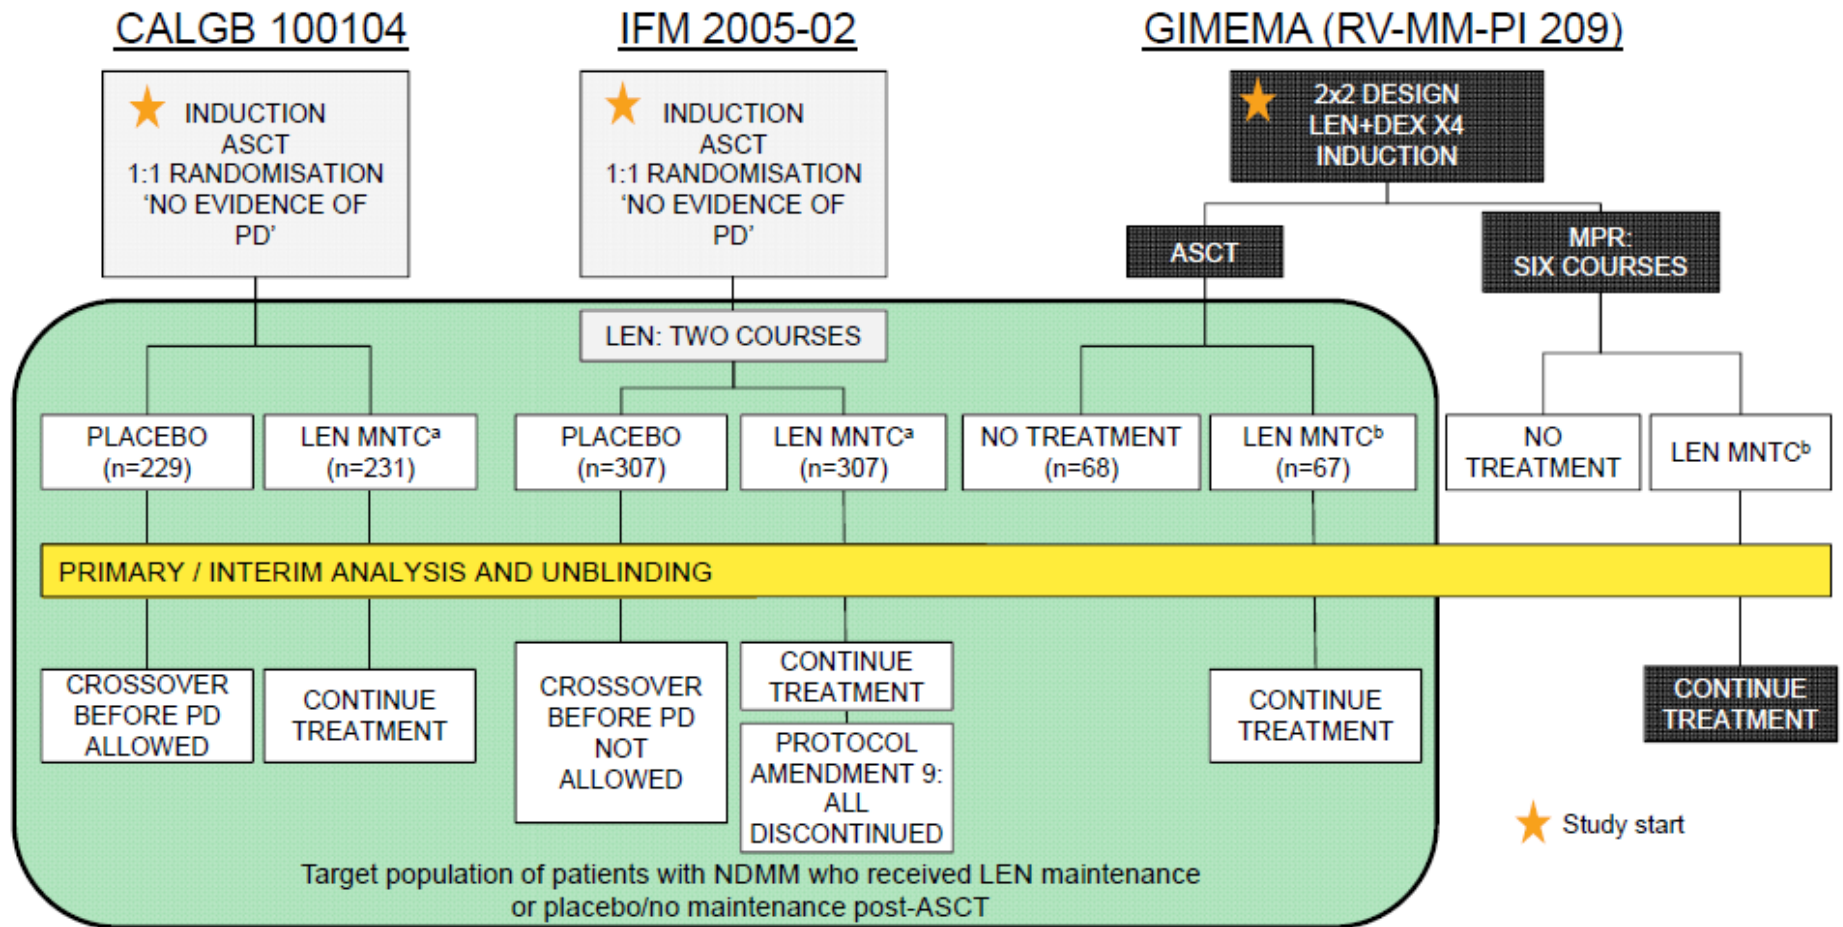 CALGB 100104
INDUCTION
ASCT
1:1 RANDOMISATION
‘NO EVIDENCE OF
PD’
IFM 2005-02
INDUCTION
ASCT
1:1 RANDOMISATION
‘NO EVIDENCE OF
PD’
GIMEMA (RV-MM-PI 209)
2x2 DESIGN
LEN+DEX X4
INDUCTION
ASCT
MPR:
SIX COURSES
LEN: TWO COURSES
PLACEBO
(n=229)
LEN MNTCᵃ
(n=231)
PLACEBO
(n=307)
LEN MNTCᵃ
(n=307)
NO TREATMENT
(n=68)
LEN MNTCᵇ
(n=67)
NO
TREATMENT
LEN MNTCᵇ
PRIMARY / INTERIM ANALYSIS AND UNBLINDING
CROSSOVER
BEFORE PD
ALLOWED
CONTINUE
TREATMENT
CROSSOVER
BEFORE PD
NOT
ALLOWED
CONTINUE
TREATMENT
PROTOCOL
AMENDMENT 9:
ALL
DISCONTINUED
CONTINUE
TREATMENT
CONTINUE
TREATMENT
Study start
Target population of patients with NDMM who received LEN maintenance
or placebo/no maintenance post-ASCT